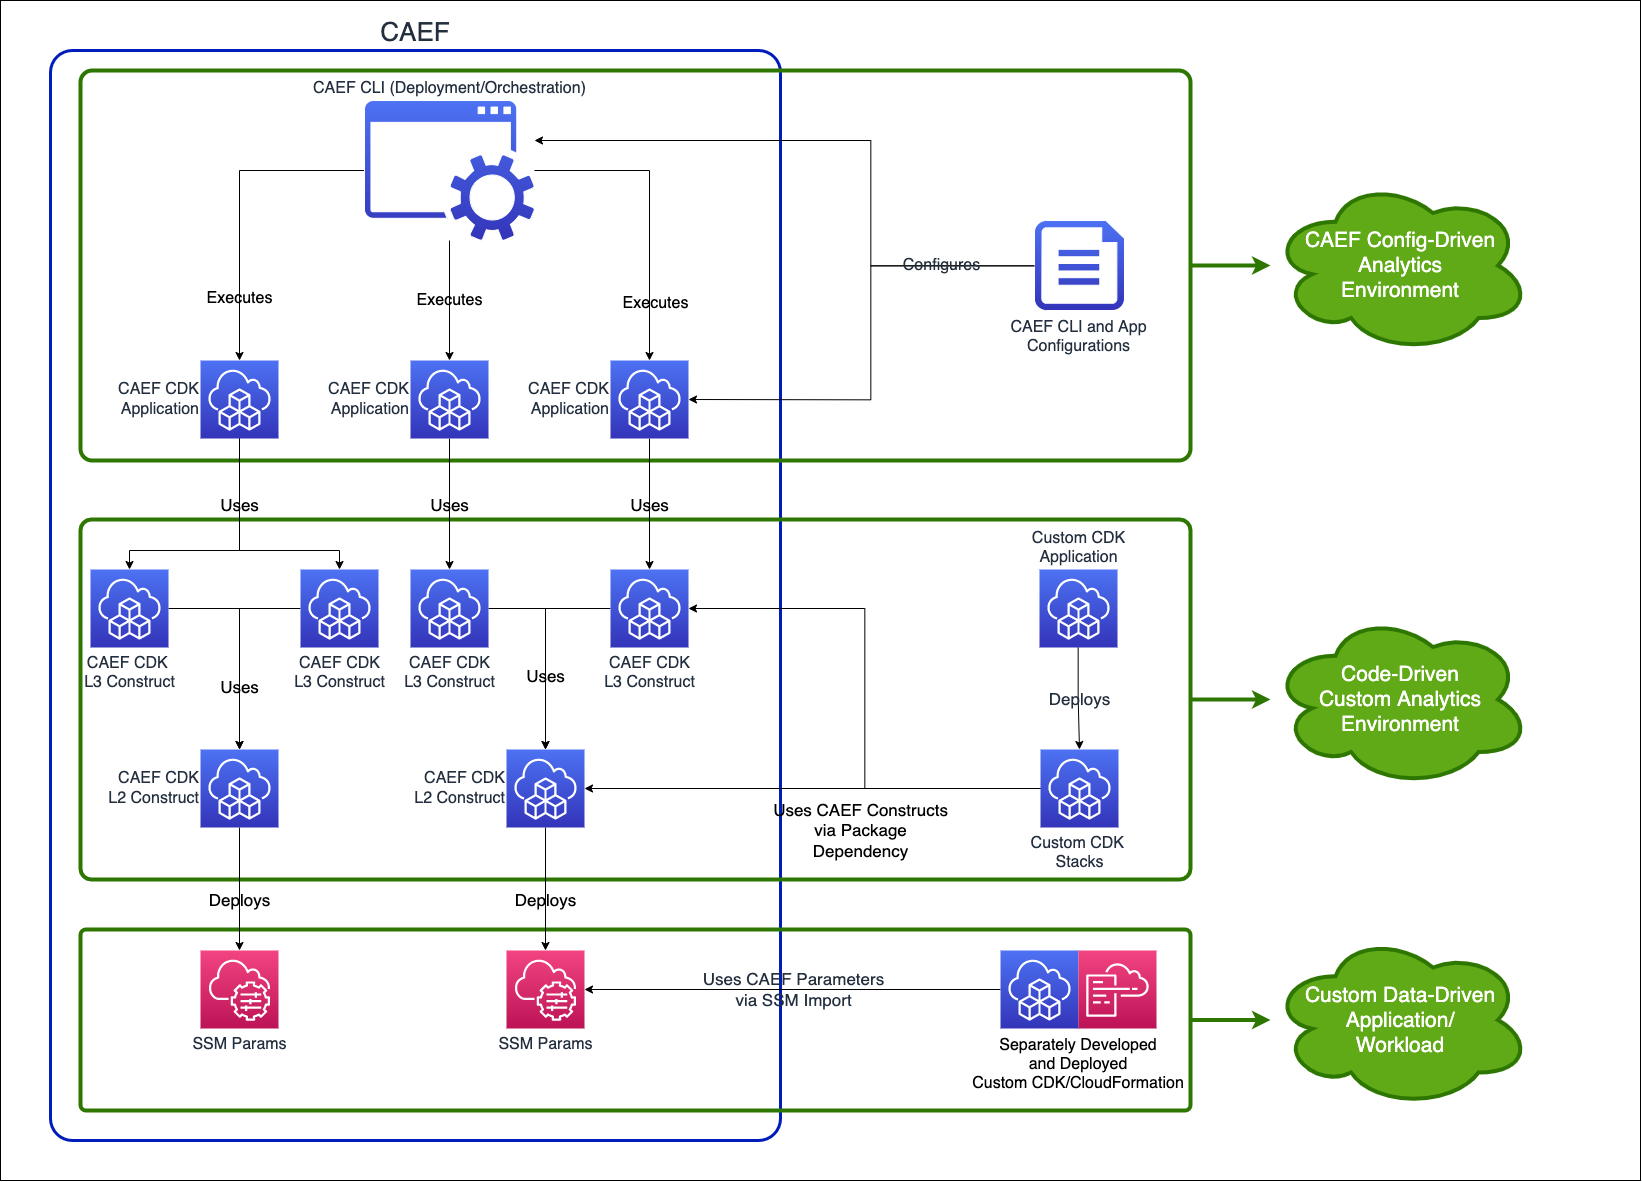 CAEF
CAEF CLI (Deployment/Orchestration)
Configures
CAEF CLI and App
Configurations
CAEF Config-Driven
Analytics
Environment
Executes
Executes
Executes
CAEF CDK
Application
CAEF CDK
Application
CAEF CDK
Application
Uses
Uses
Uses
Custom CDK
Application
CAEF CDK
L3 Construct
CAEF CDK
L3 Construct
CAEF CDK
L3 Construct
CAEF CDK
L3 Construct
Uses
Uses
Deploys
Code-Driven
Custom Analytics
Environment
CAEF CDK
L2 Construct
CAEF CDK
L2 Construct
Uses CAEF Constructs
via Package
Dependency
Custom CDK
Stacks
Deploys
Deploys
Uses CAEF Parameters
via SSM Import
SSM Params
SSM Params
Separately Developed
and Deployed
Custom CDK/CloudFormation
Custom Data-Driven
Application/
Workload